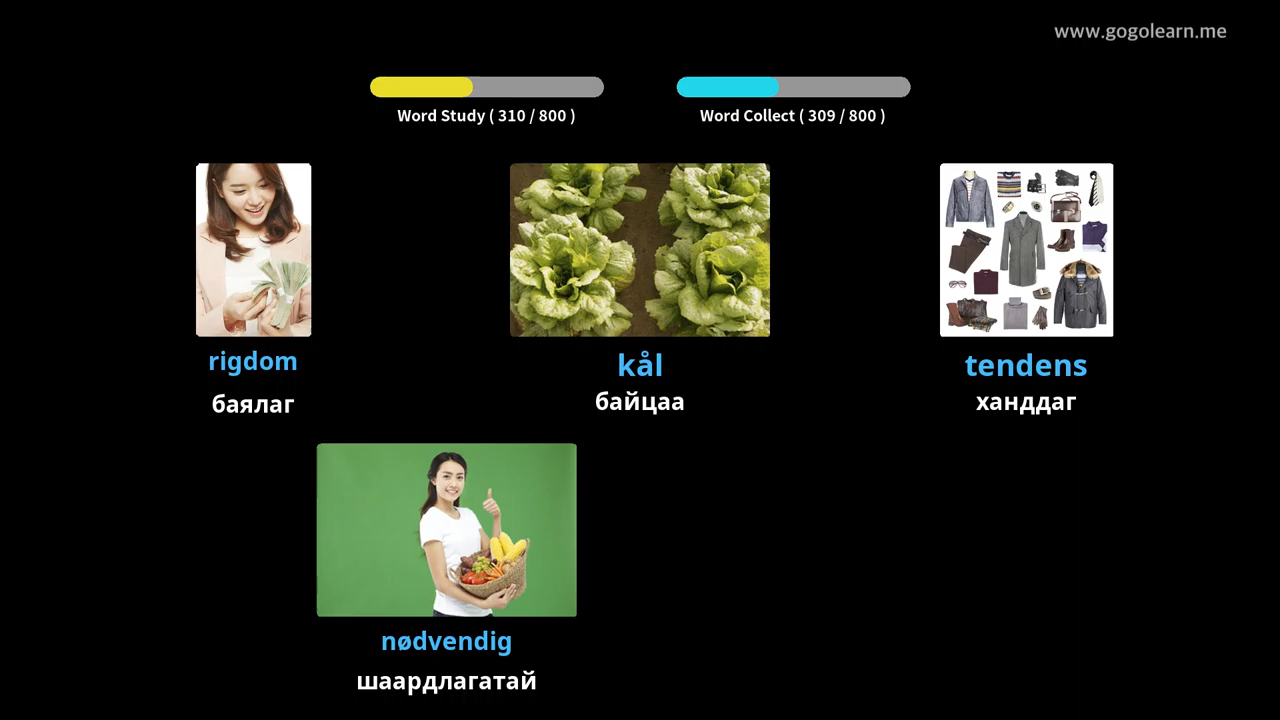 www.gogolearn.me
Word Study ( 310 / 800 )
Word Collect ( 309 / 800 )
rigdom
баялаг
kål
байцаа
tendens
ханддаг
nødvendig
шаардлагатай